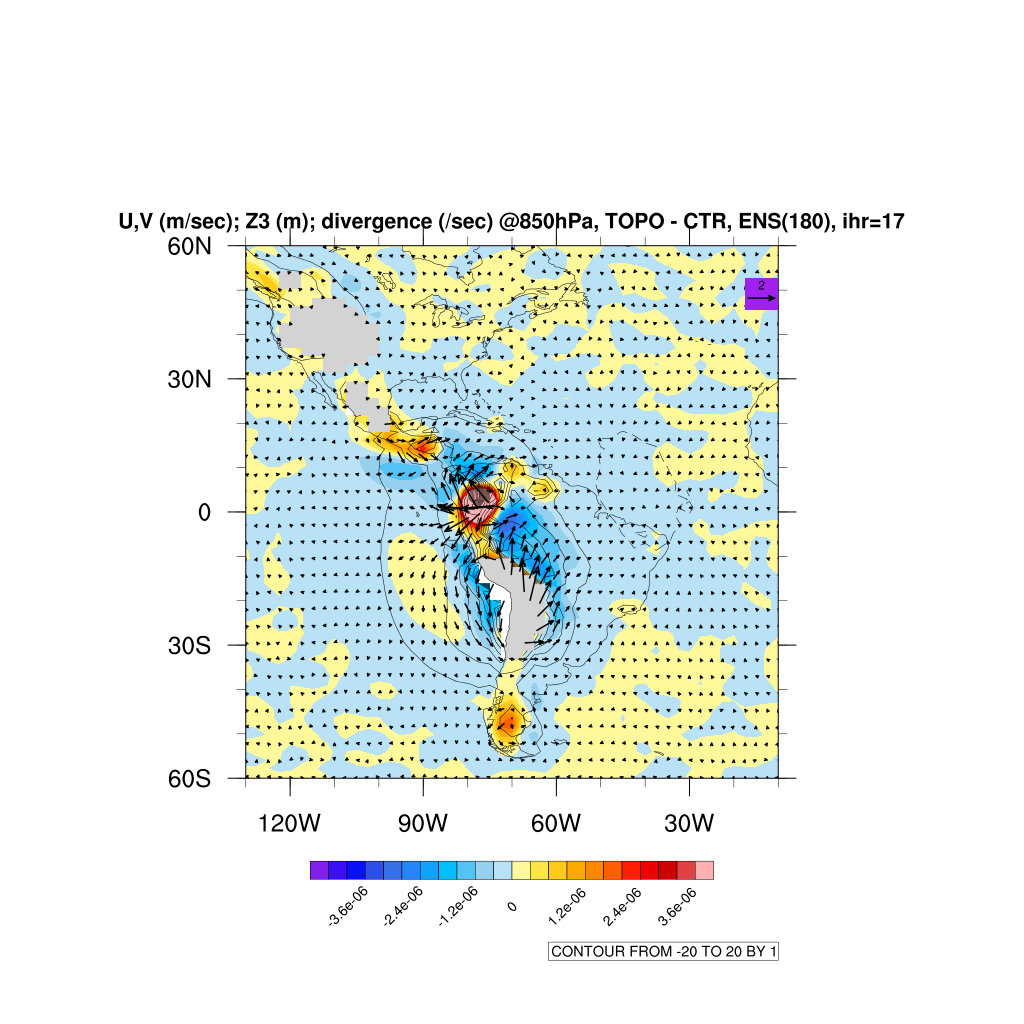 U,V (m/sec); Z3 (m); divergence (/sec) @850hPa, TOPO - CTR, ENS(180), ihr=17
60N
2
30N
0
30S
60S
120W 90W 60W 30W
-3.6e-06 -2.4e-06 -1.2e-06 0 1.2e-06 2.4e-06 3.6e-06
CONTOUR FROM -20 TO 20 BY 1